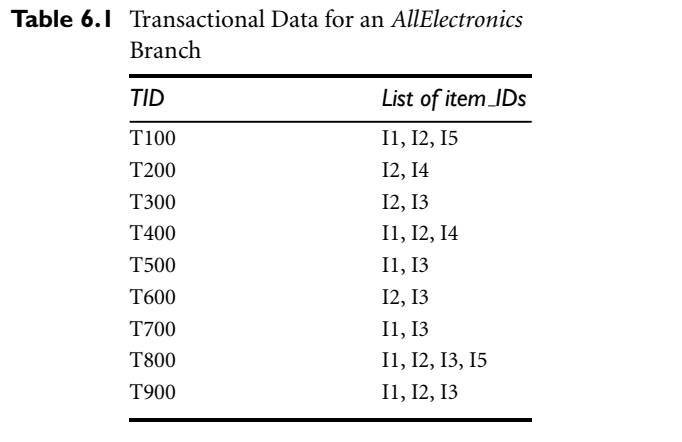 Table 6.1 Transactional Data for an AllElectronics
Branch
TID List of item_IDs
T100 I1, I2, I5
T200 I2, I4
T300 I2, I3
T400 I1, I2, I4
T500 I1, I3
T600 I2, I3
T700 I1, I3
T800 I1, I2, I3, I5
T900 I1, I2, I3